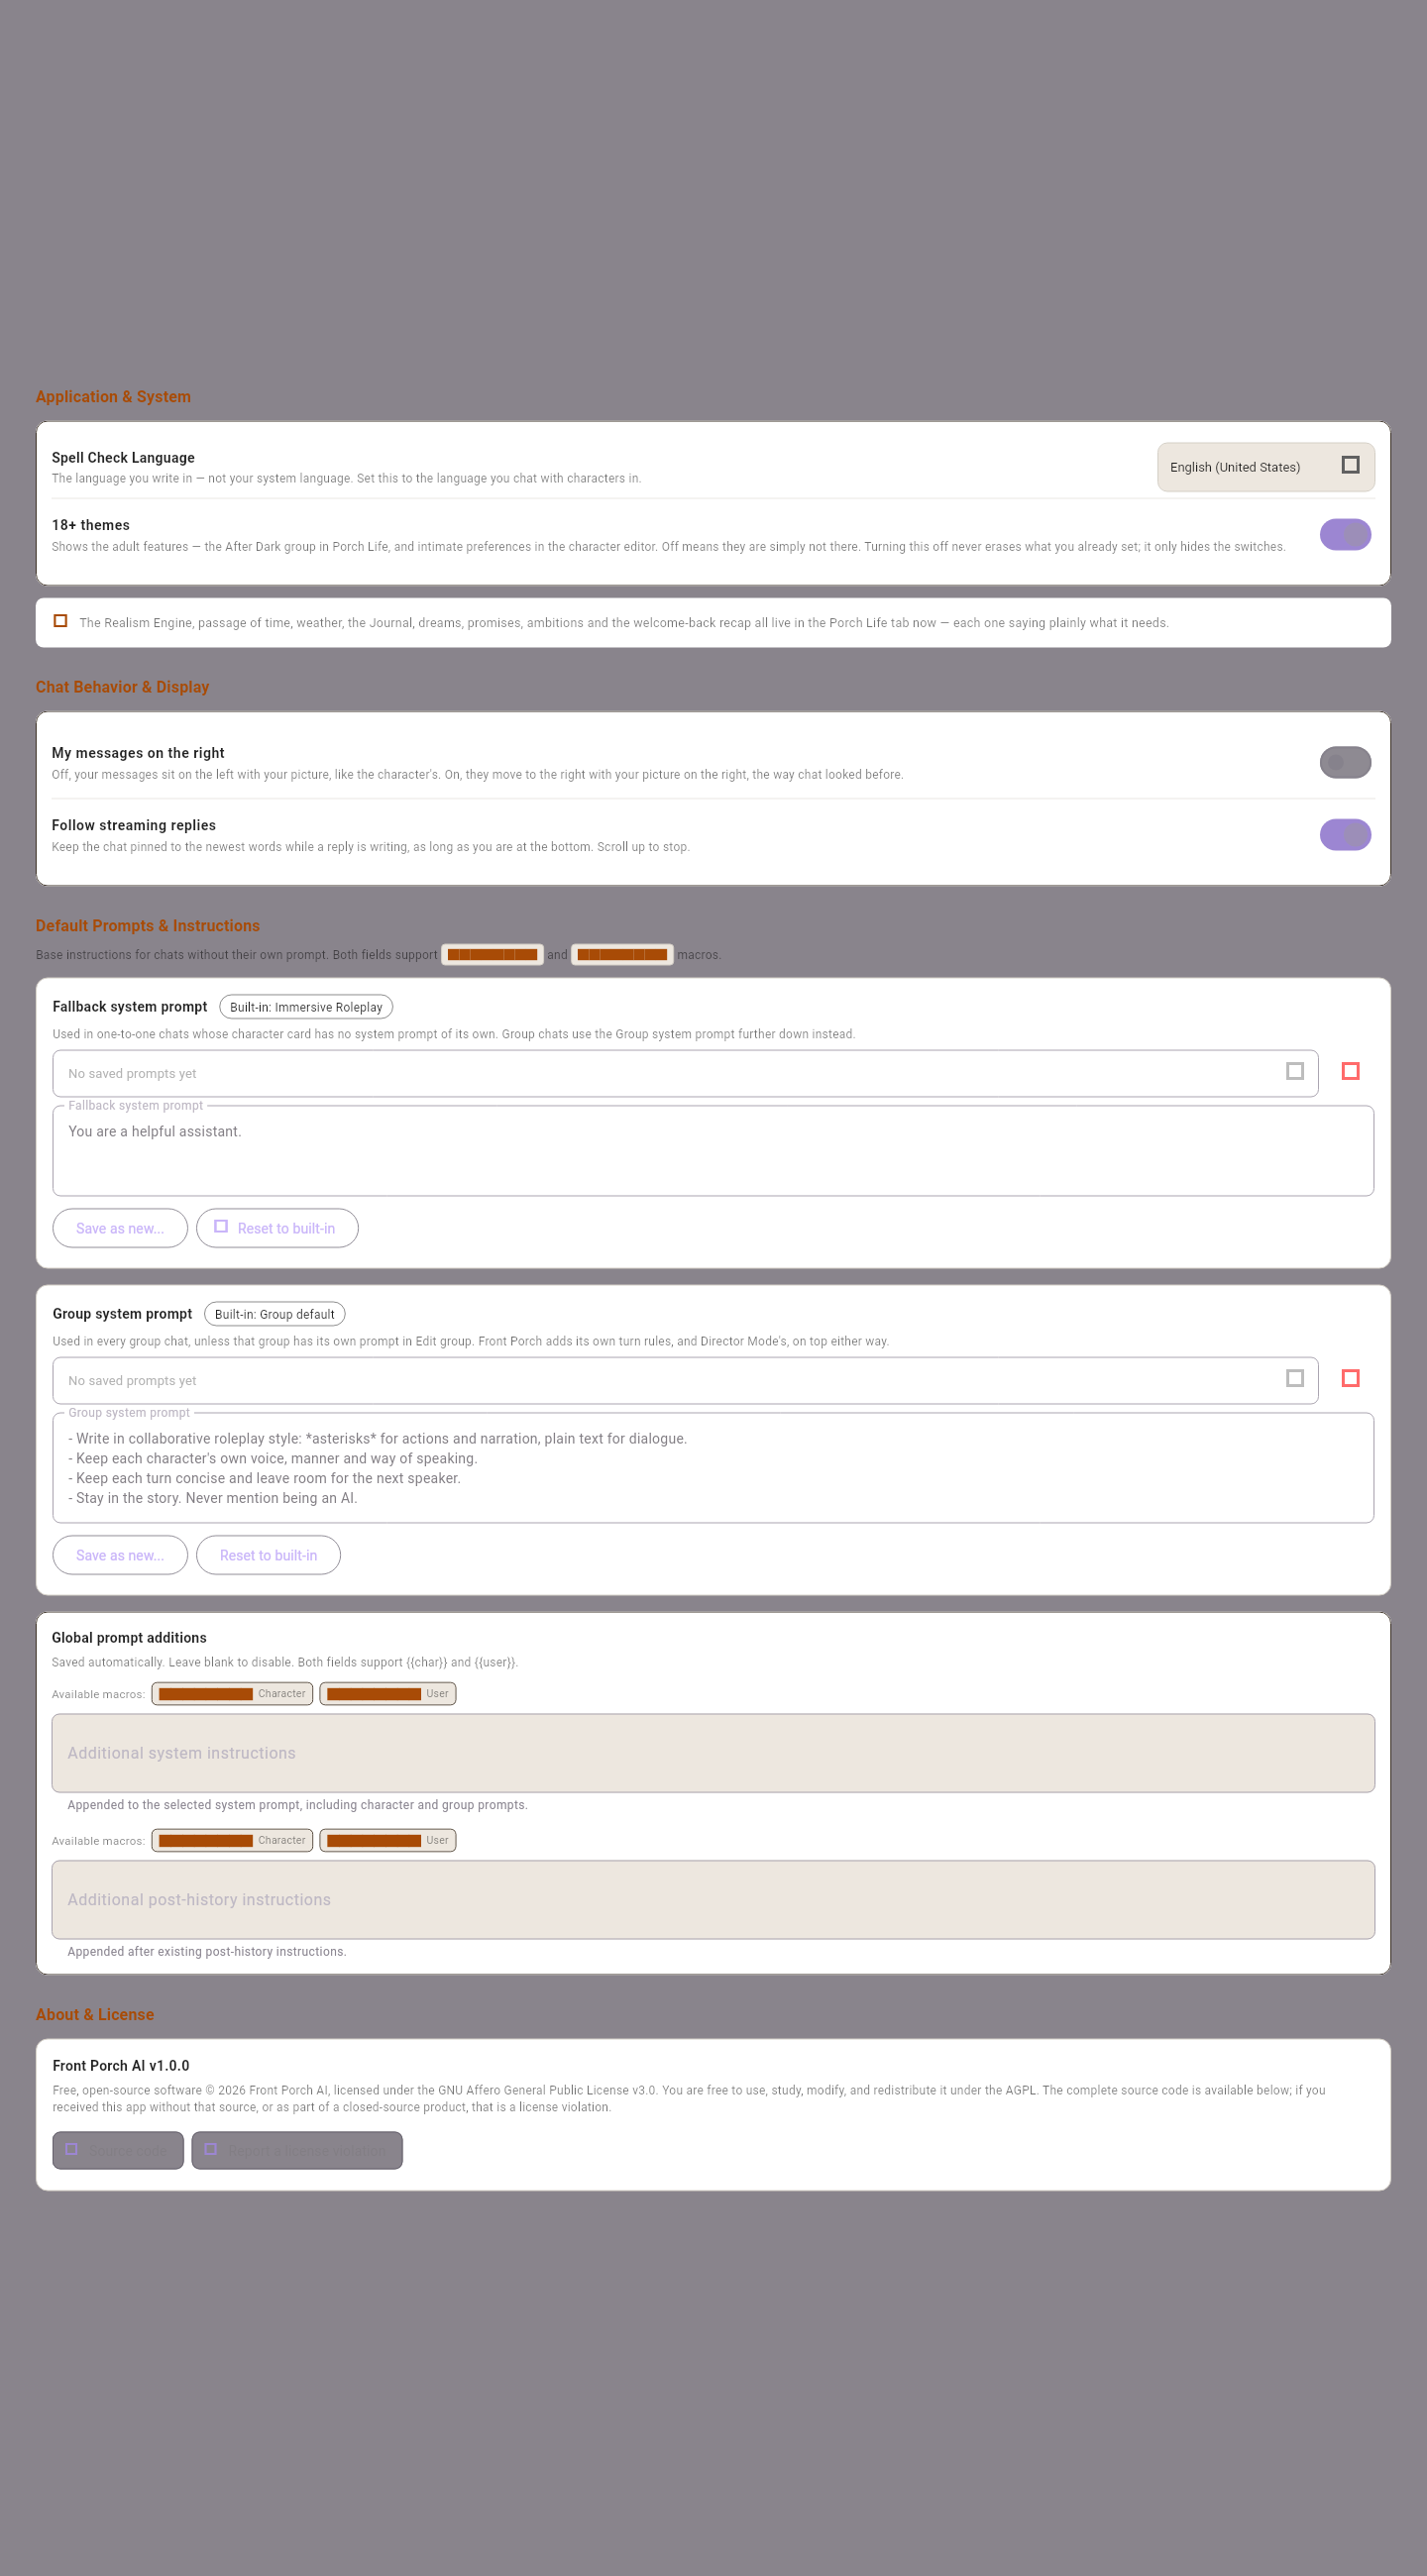 Application & System
Spell Check Language
The language you write in — not your system language. Set this to the language you chat with characters in.
English (United States)
18+ themes
Shows the adult features — the After Dark group in Porch Life, and intimate preferences in the character editor. Off means they are simply not there. Turning this off never erases what you already set; it only hides the switches.
The Realism Engine, passage of time, weather, the Journal, dreams, promises, ambitions and the welcome-back recap all live in the Porch Life tab now — each one saying plainly what it needs.
Chat Behavior & Display
My messages on the right
Off, your messages sit on the left with your picture, like the character's. On, they move to the right with your picture on the right, the way chat looked before.
Follow streaming replies
Keep the chat pinned to the newest words while a reply is writing, as long as you are at the bottom. Scroll up to stop.
Default Prompts & Instructions
Base instructions for chats without their own prompt. Both fields support and macros.
Fallback system prompt Built-in: Immersive Roleplay
Used in one-to-one chats whose character card has no system prompt of its own. Group chats use the Group system prompt further down instead.
No saved prompts yet
Fallback system prompt
You are a helpful assistant.
Save as new... Reset to built-in
Group system prompt Built-in: Group default
Used in every group chat, unless that group has its own prompt in Edit group. Front Porch adds its own turn rules, and Director Mode's, on top either way.
No saved prompts yet
Group system prompt
- Write in collaborative roleplay style: *asterisks* for actions and narration, plain text for dialogue.
- Keep each character's own voice, manner and way of speaking.
- Keep each turn concise and leave room for the next speaker.
- Stay in the story. Never mention being an AI.
Save as new... Reset to built-in
Global prompt additions
Saved automatically. Leave blank to disable. Both fields support {{char}} and {{user}}.
Available macros: Character User
Additional system instructions
Appended to the selected system prompt, including character and group prompts.
Available macros: Character User
Additional post-history instructions
Appended after existing post-history instructions.
About & License
Front Porch AI v1.0.0
Free, open-source software © 2026 Front Porch AI, licensed under the GNU Affero General Public License v3.0. You are free to use, study, modify, and redistribute it under the AGPL. The complete source code is available below; if you
received this app without that source, or as part of a closed-source product, that is a license violation.